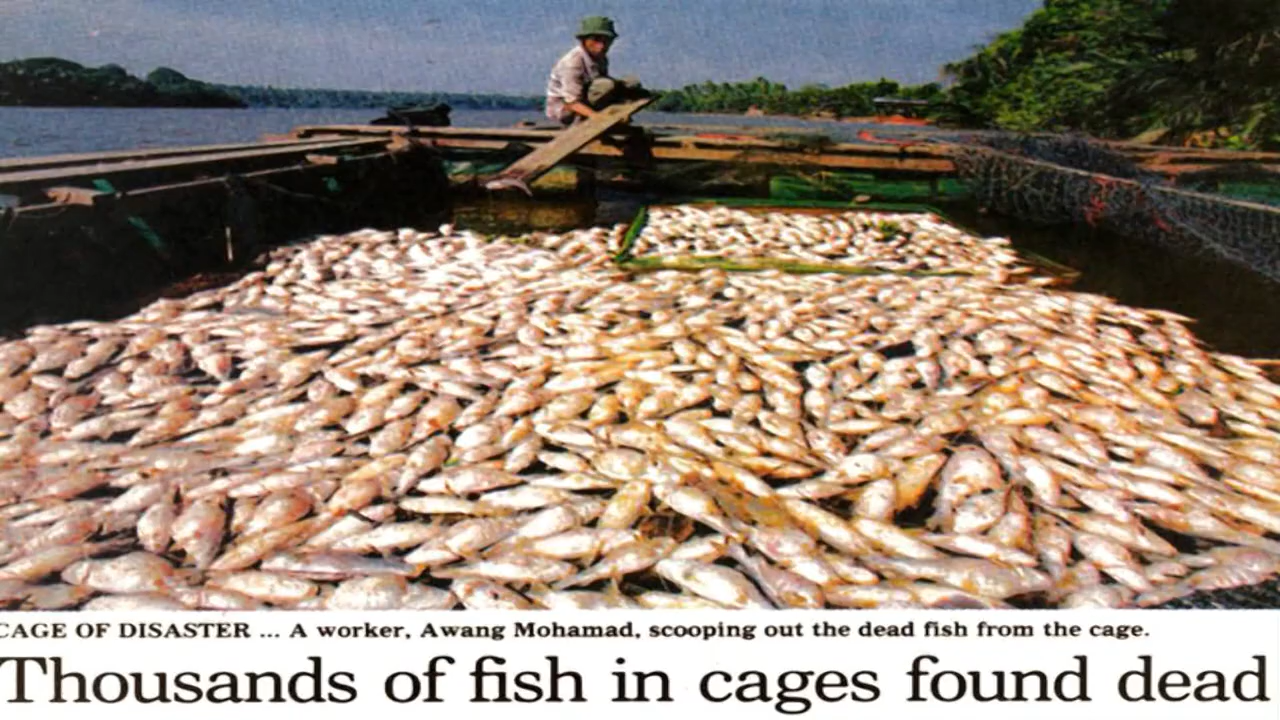 CAGE OF DISASTER ... A worker, Awang Mohamad, scooping out the dead fish from the cage.
Thousands of fish in cages found dead